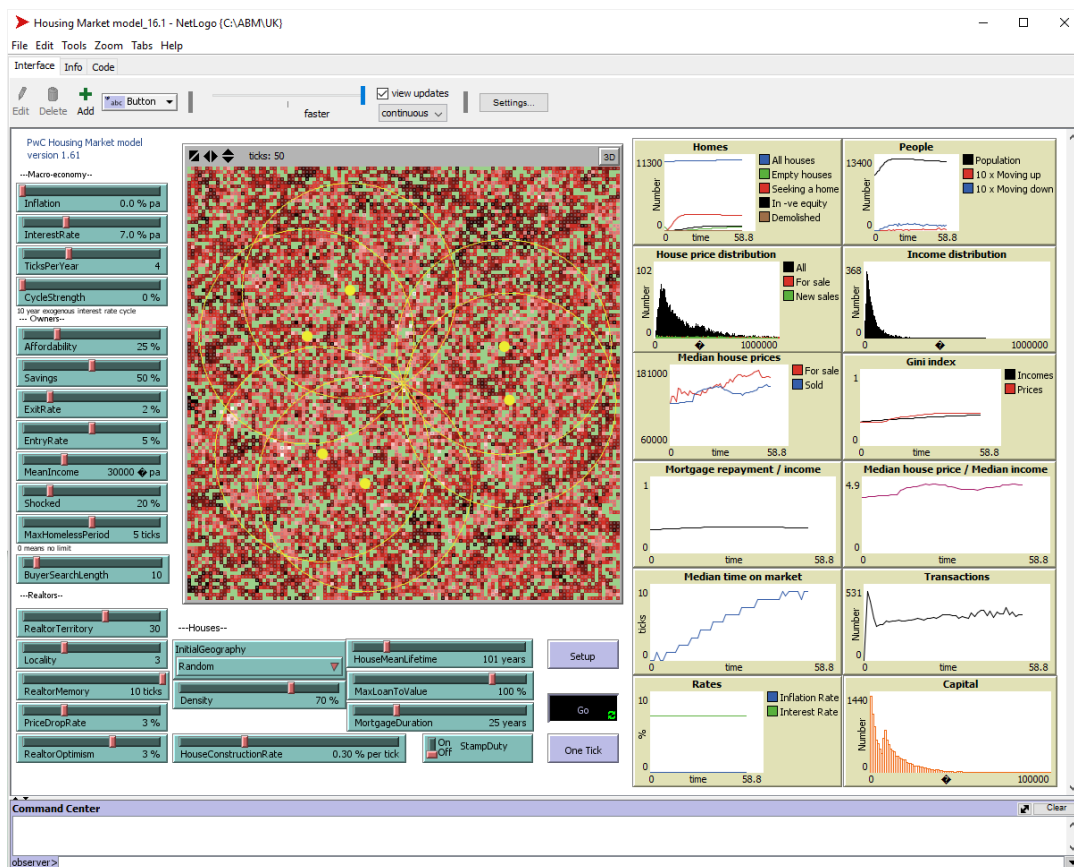 Housing Market model_16.1 - NetLogo {C:\ABM\UK}
File Edit Tools Zoom Tabs Help
Interface Info Code
Edit Delete Add abc Button faster view updates continuous Settings...
PwC Housing Market model
version 1.61
---Macro-economy---
Inflation 0.0 % pa
InterestRate 7.0 % pa
TicksPerYear 4
CycleStrength 0 %
10 year exogenous interest rate cycle
--- Owners---
Affordability 25 %
Savings 50 %
ExitRate 2 %
EntryRate 5 %
MeanIncome 30000 � pa
Shocked 20 %
MaxHomelessPeriod 5 ticks
0 means no limit
BuyerSearchLength 10
---Realtors--
RealtorTerritory 30
Locality 3
RealtorMemory 10 ticks
PriceDropRate 3 %
RealtorOptimism 3 %
ticks: 50 3D
---Houses--
InitialGeography
Random
Density 70 %
HouseMeanLifetime 101 years
MaxLoanToValue 100 %
MortgageDuration 25 years
HouseConstructionRate 0.30 % per tick
On
Off StampDuty
Setup
Go
One Tick
Homes
11300
Number
0
0 time 58.8
All houses
Empty houses
Seeking a home
In -ve equity
Demolished
People
13400
Number
0
0 time 58.8
Population
10 x Moving up
10 x Moving down
House price distribution
102
Number
0
0 � 1000000
All
For sale
New sales
Income distribution
368
Number
0
0 � 1000000
Median house prices
181000
60000
For sale
Sold
Gini index
1
0
Incomes
Prices
Mortgage repayment / income
1
0
0 time 58.8
Median house price / Median income
4.9
0
0 time 58.8
Median time on market
10
ticks
0
0 time 58.8
Transactions
531
Number
0
0 time 58.8
Rates
10
%
0
0 time 58.8
Inflation Rate
Interest Rate
Capital
1440
Number
0
0 � 100000
Command Center Clear
observer>